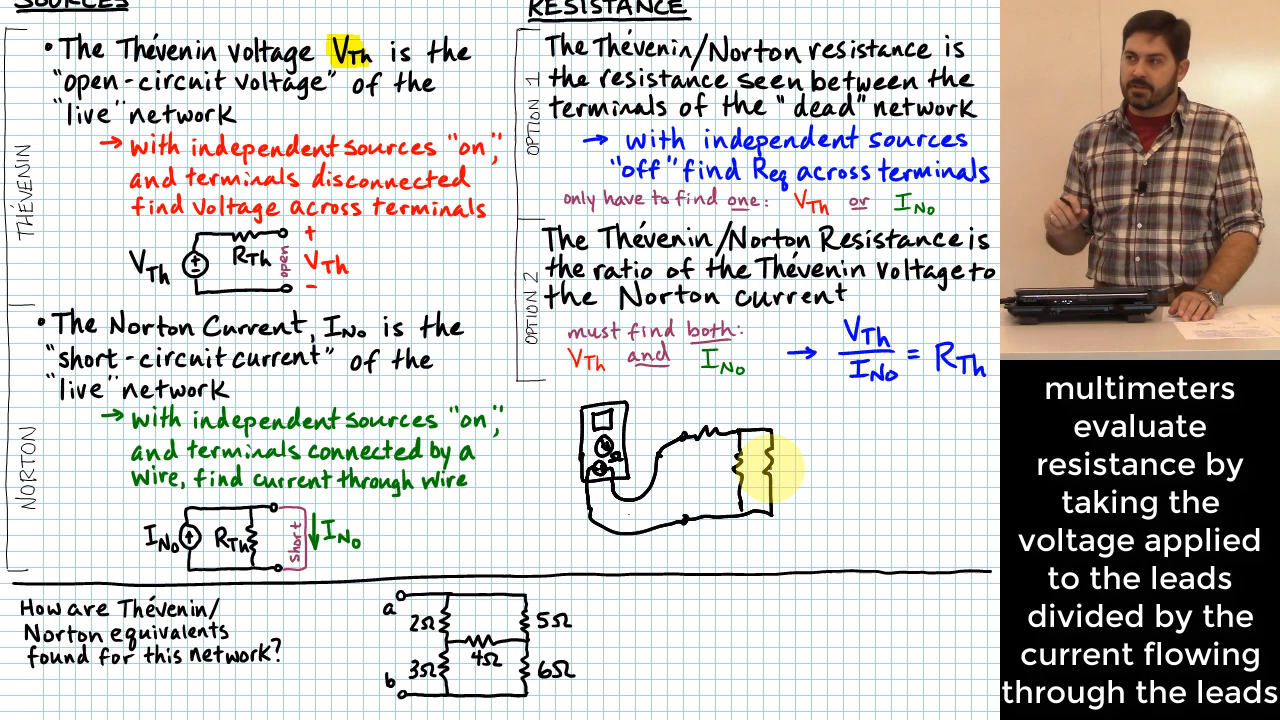 SOURCES
• The Thévenin voltage VTh is the
"open-circuit voltage" of the
"live" network
→ with independent sources "on",
and terminals disconnected
find voltage across terminals
THÉVENIN
VTh
RTh
open
+
VTh
-
• The Norton Current, INo is the
"short-circuit current" of the
"live" network
→ with independent sources "on",
and terminals connected by a
wire, find current through wire
NORTON
INo
RTh
short
INo
RESISTANCE
OPTION 1
The Thévenin/Norton resistance is
the resistance seen between the
terminals of the "dead" network
→ with independent sources
"off" find Req across terminals
only have to find one: VTh or INo
OPTION 2
The Thévenin/Norton Resistance is
the ratio of the Thévenin voltage to
the Norton current
must find both:
VTh and INo
→ VTh/INo = RTh
Ω
How are Thévenin/
Norton equivalents
found for this network?
a
2Ω
5Ω
4Ω
3Ω
6Ω
b
multimeters
evaluate
resistance by
taking the
voltage applied
to the leads
divided by the
current flowing
through the leads